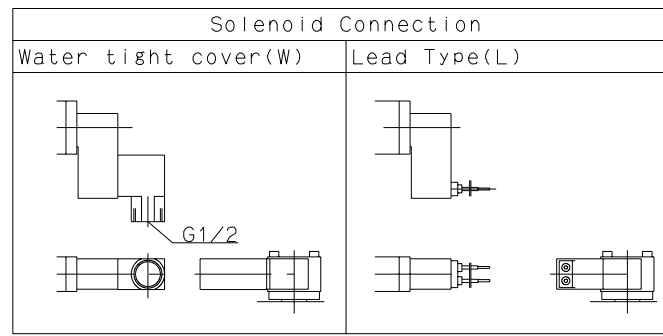 Solenoid Connection
Water tight cover(W)
Lead Type(L)
G1/2